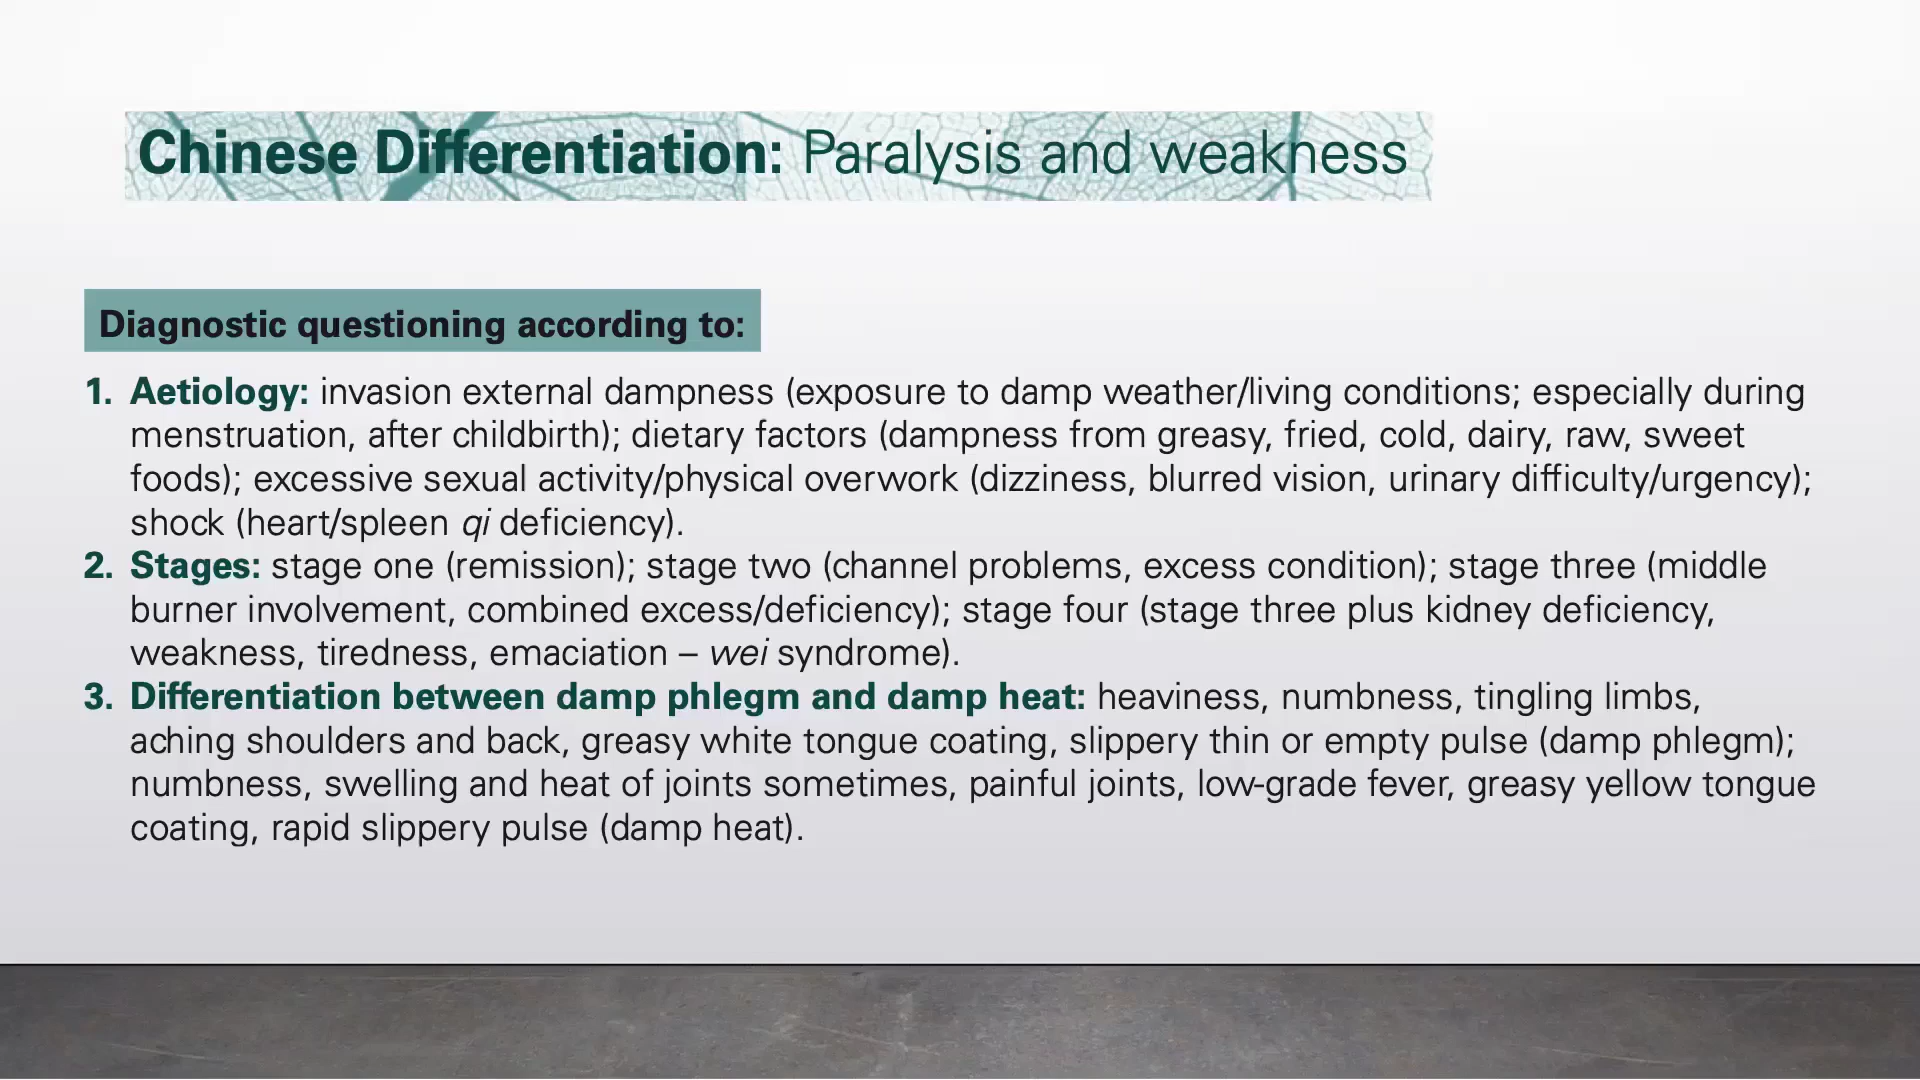 Chinese Differentiation: Paralysis and weakness
Diagnostic questioning according to:
1. Aetiology: invasion external dampness (exposure to damp weather/living conditions; especially during
menstruation, after childbirth); dietary factors (dampness from greasy, fried, cold, dairy, raw, sweet
foods); excessive sexual activity/physical overwork (dizziness, blurred vision, urinary difficulty/urgency);
shock (heart/spleen qi deficiency).
2. Stages: stage one (remission); stage two (channel problems, excess condition); stage three (middle
burner involvement, combined excess/deficiency); stage four (stage three plus kidney deficiency,
weakness, tiredness, emaciation – wei syndrome).
3. Differentiation between damp phlegm and damp heat: heaviness, numbness, tingling limbs,
aching shoulders and back, greasy white tongue coating, slippery thin or empty pulse (damp phlegm);
numbness, swelling and heat of joints sometimes, painful joints, low-grade fever, greasy yellow tongue
coating, rapid slippery pulse (damp heat).